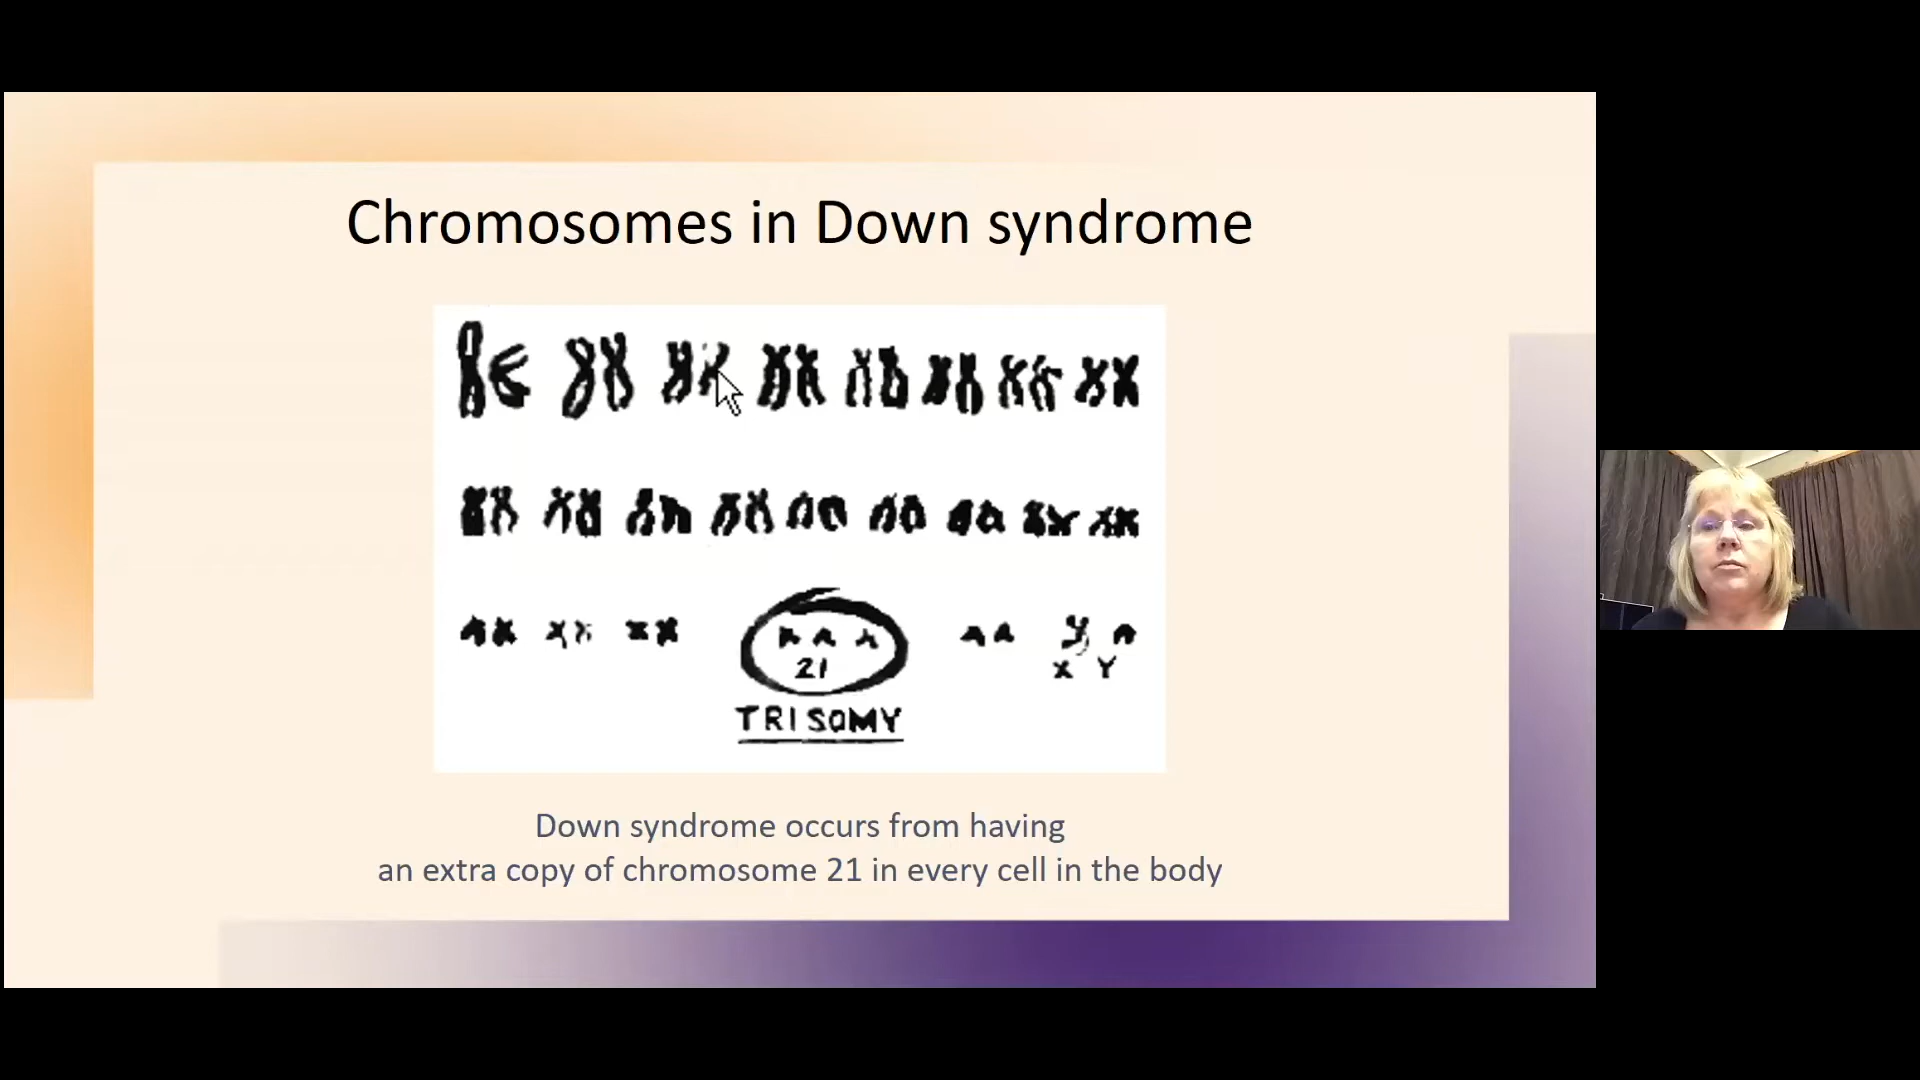 Chromosomes in Down syndrome
21
X Y
TRISOMY
Down syndrome occurs from having
an extra copy of chromosome 21 in every cell in the body